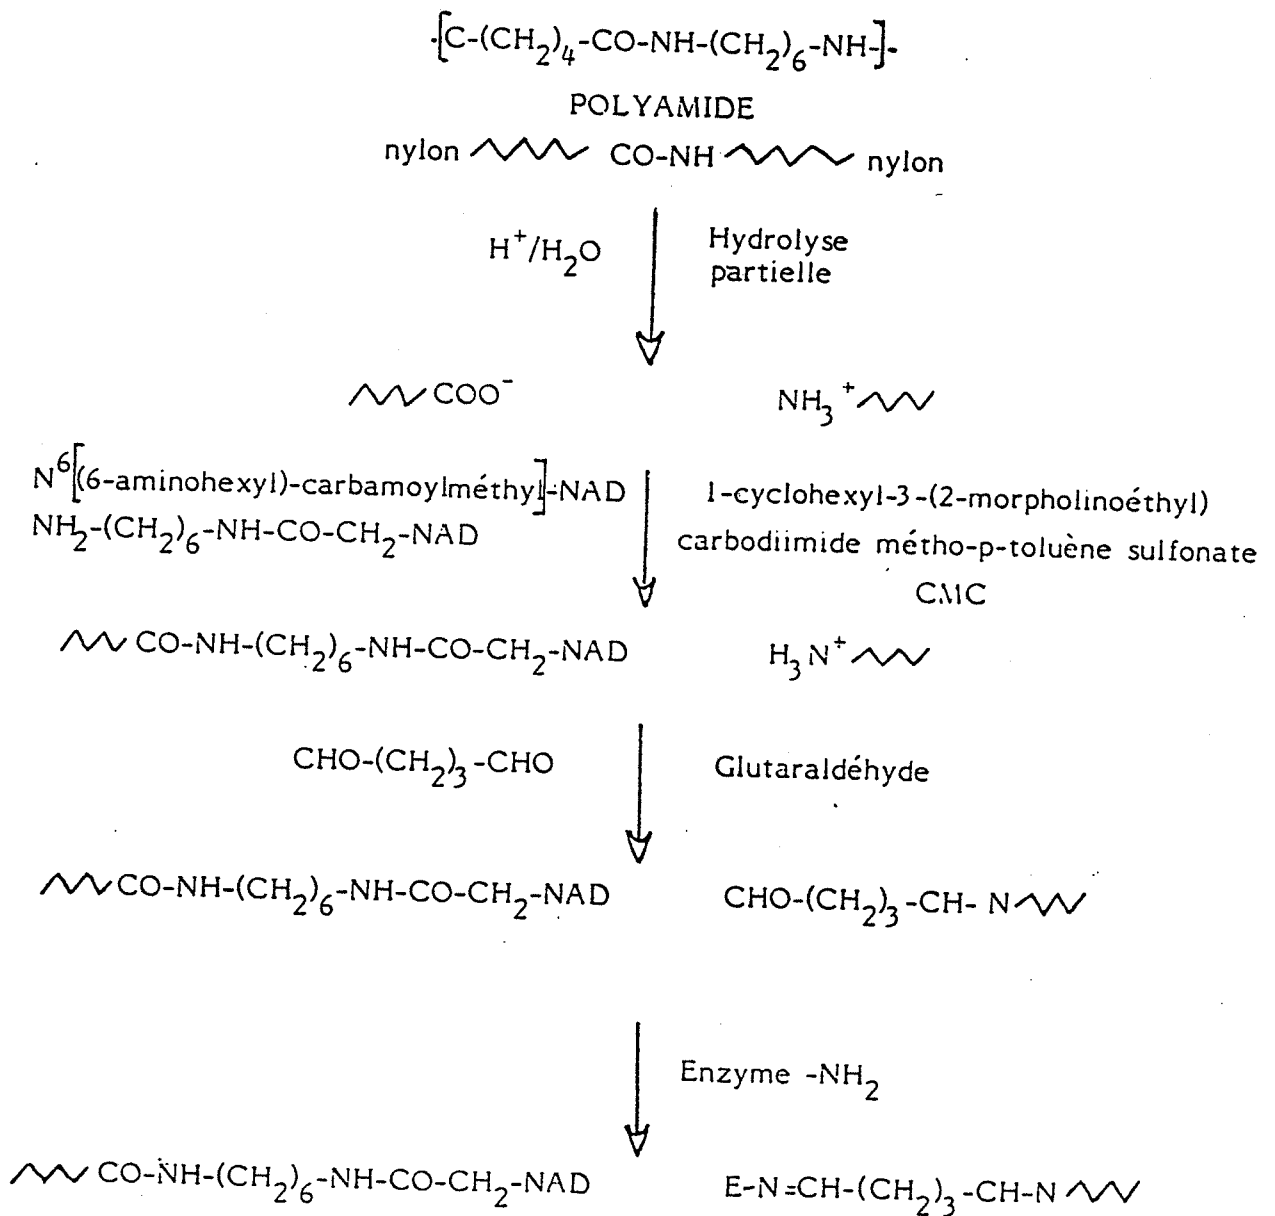 -[C-(CH2)4-CO-NH-(CH2)6-NH-]-
POLYAMIDE
nylon CO-NH nylon
H+/H2O
Hydrolyse
partielle
COO-
NH3+
N6[(6-aminohexyl)-carbamoylméthyl]-NAD
NH2-(CH2)6-NH-CO-CH2-NAD
1-cyclohexyl-3-(2-morpholinoéthyl)
carbodiimide métho-p-toluène sulfonate
CMC
CO-NH-(CH2)6-NH-CO-CH2-NAD
H3N+
CHO-(CH2)3-CHO
Glutaraldéhyde
CO-NH-(CH2)6-NH-CO-CH2-NAD
CHO-(CH2)3-CH- N
Enzyme -NH2
CO-NH-(CH2)6-NH-CO-CH2-NAD
E-N=CH-(CH2)3-CH-N